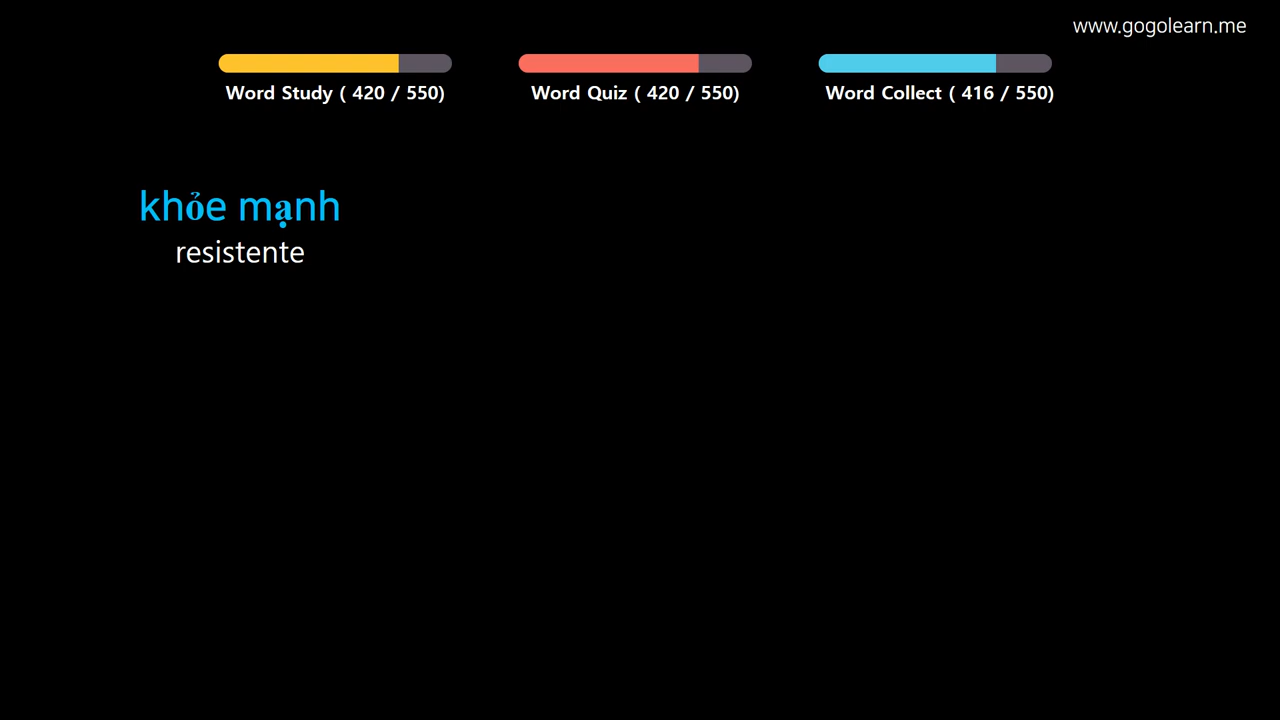 www.gogolearn.me
Word Study ( 420 / 550)
Word Quiz ( 420 / 550)
Word Collect ( 416 / 550)
khỏe mạnh
resistente